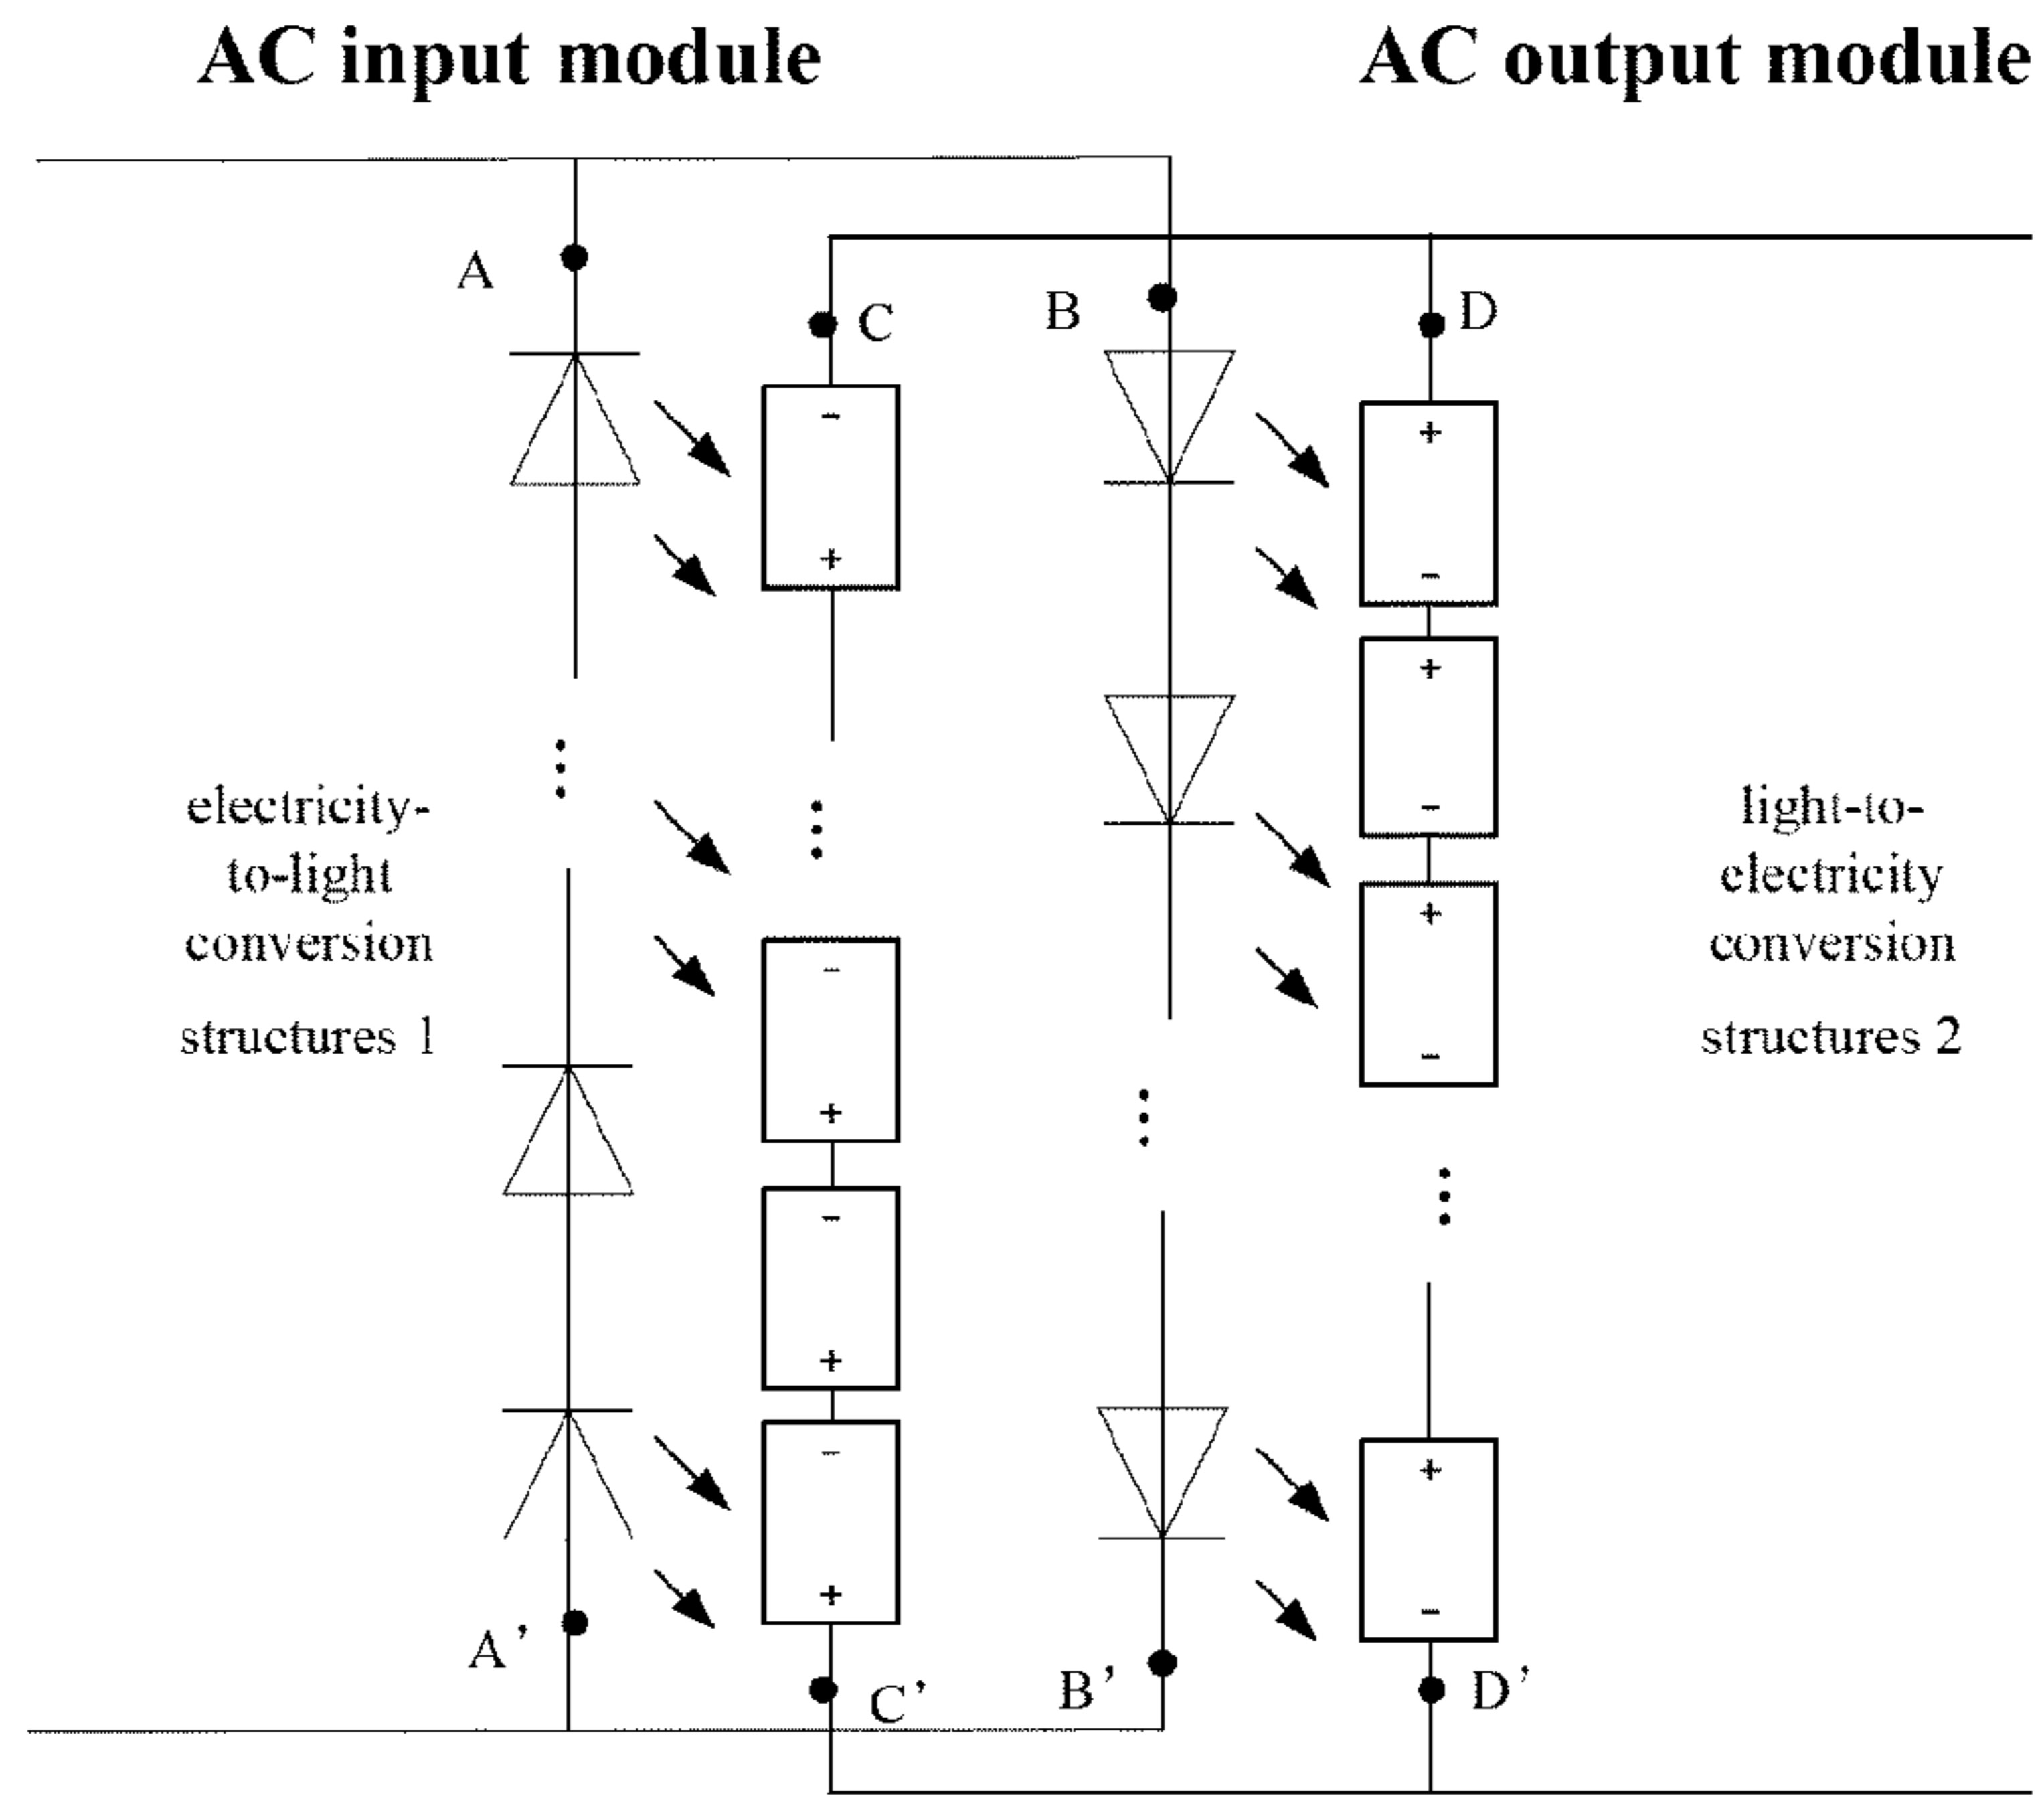 AC input module
AC output module
A
C
B
D
-
+
+
-
+
-
electricity-
to-light
conversion
structures 1
light-to-
electricity
conversion
structures 2
+
-
-
+
-
+
-
+
+
-
A’
C’
B’
D’